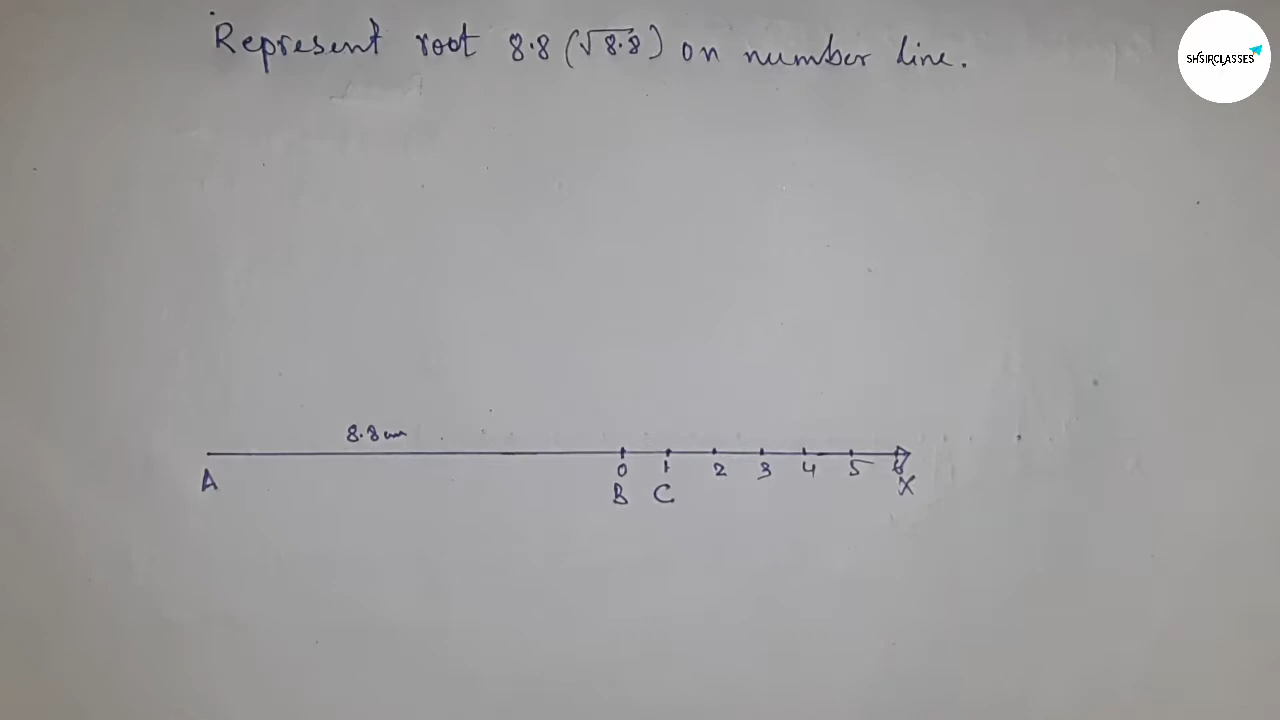 Represent root 8.8 (√8.8) on number line.
SHSIRCLASSES
8.8 cm
A 0 1 2 3 4 5 6
B C X